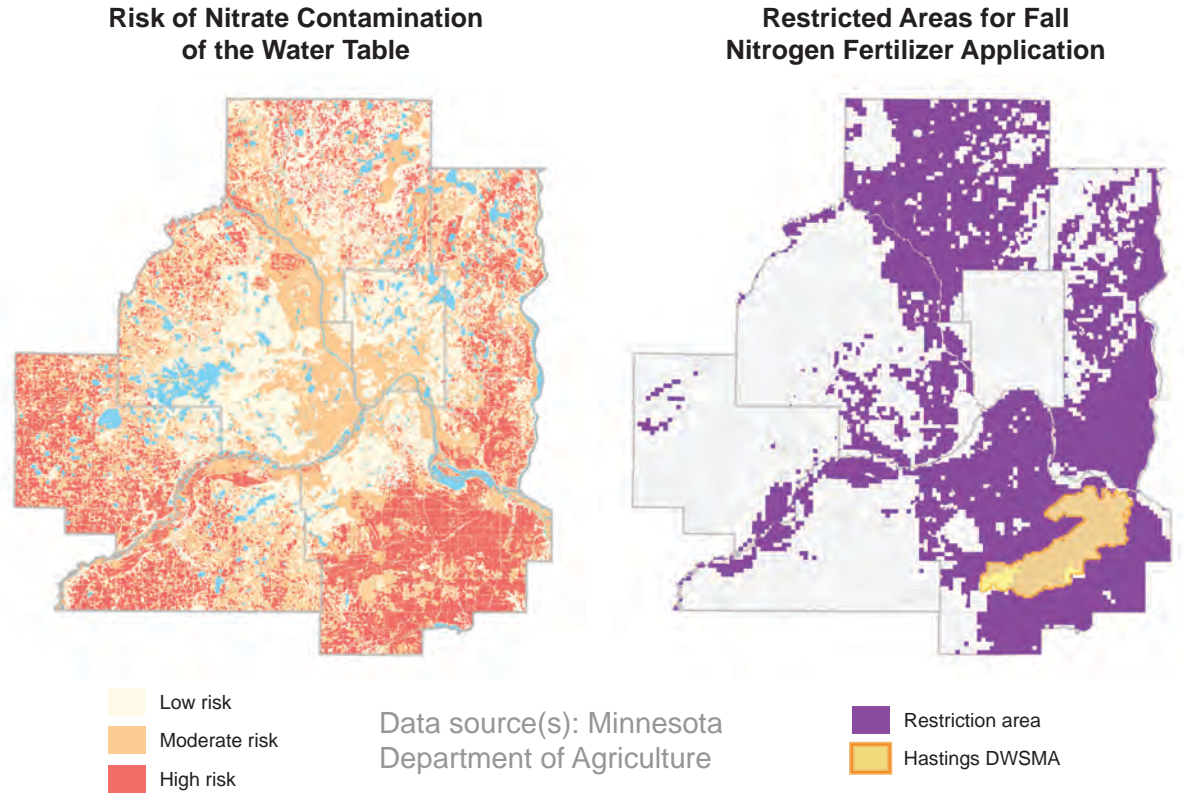 Risk of Nitrate Contamination
of the Water Table
Restricted Areas for Fall
Nitrogen Fertilizer Application
Low risk
Moderate risk
High risk
Data source(s): Minnesota
Department of Agriculture
Restriction area
Hastings DWSMA